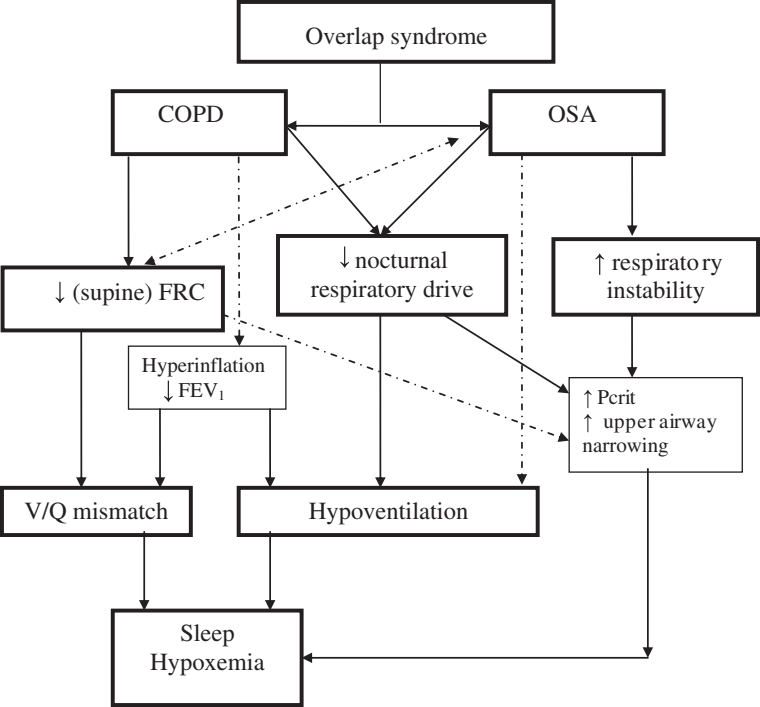 Overlap syndrome
COPD
OSA
↓ nocturnal
respiratory drive
↑ respiratory
instability
↓ (supine) FRC
Hyperinflation
↓ FEV₁
↑ Pcrit
↑ upper airway
narrowing
V/Q mismatch
Hypoventilation
Sleep
Hypoxemia